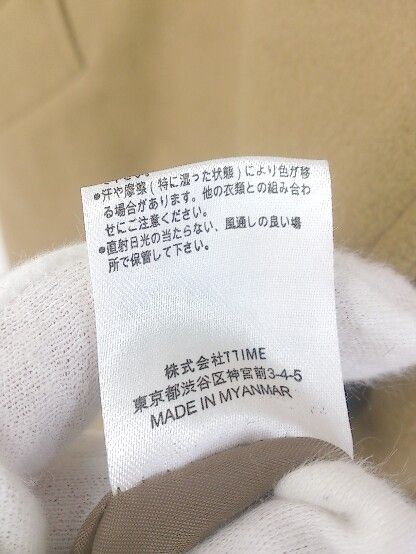 ●汗や摩擦(特に湿った状態)により色が移
る場合があります。他の衣類との組み合わ
せにご注意ください。
●直射日光の当たらない、風通しの良い場
所で保管して下さい。
株式会社TTIME
東京都渋谷区神宮前3-4-5
MADE IN MYANMAR